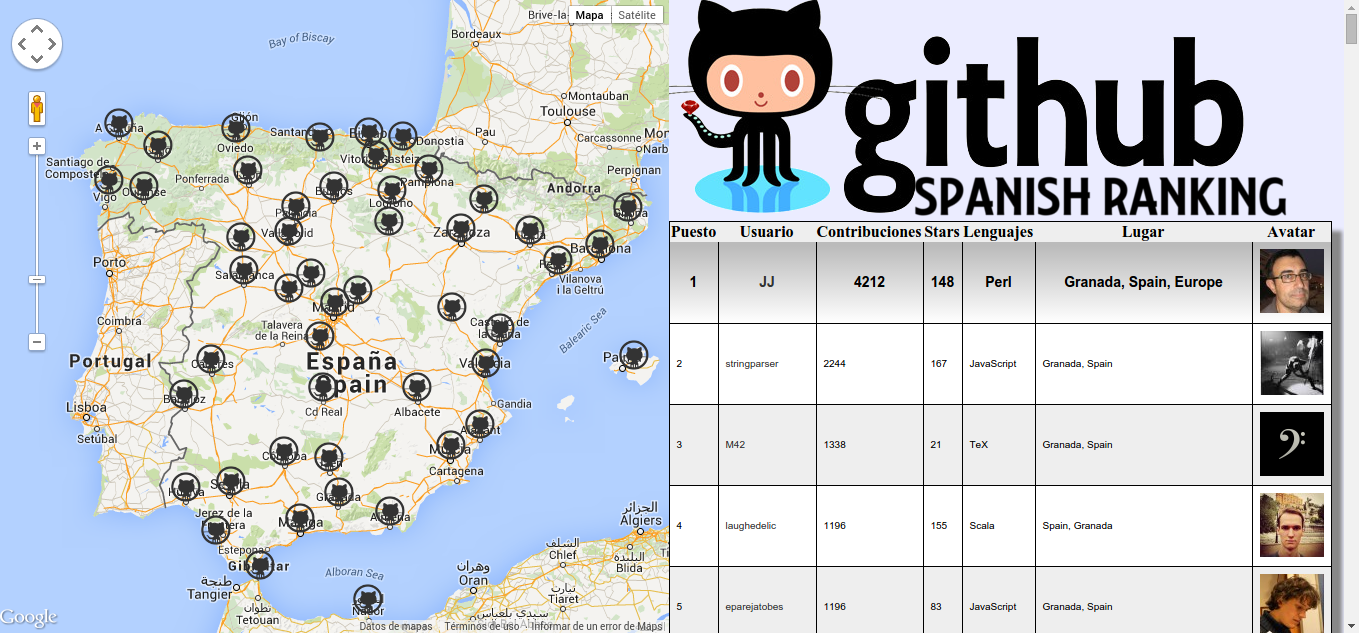 Mapa
Satélite
Brive-la-
Bay of Biscay
Bordeaux
Montauban
Toulouse
Carcassonne
Mon
Narb
Perpignan
Pau
Donostia
Gijón
Oviedo
Santander
Vitoria-Gasteiz
Pamplona
Logroño
Burgos
Andorra
Santiago de
Compostela
Ponferrada
Vigo
Palencia
Valladolid
Zaragoza
Barcelona
Vilanova
i la Geltrú
Porto
Salamanca
Madrid
Talavera
de la Reina
Coimbra
Castelló de
la Plana
Balearic Sea
Portugal
España
Spain
Cáceres
Valencia
Palma
Badajoz
Cd Real
Albacete
Gandia
Lisboa
Setúbal
Alacant
Murcia
Cartagena
Córdoba
Huelva
Sevilla
Granada
Jerez de la
Frontera
Málaga
Almería
Estepona
Gibraltar
Alboran Sea
طنجة
Tangier
تطوان
Tetouan
Nador
وهران
Oran
الشلف
Chlef
الجزائر
Algiers
البليدة
Blida
تيارت
Tiaret
سيدي بلعباس
Google
Datos de mapas
Términos de uso
Informar de un error de Maps
github
SPANISH RANKING
Puesto Usuario Contribuciones Stars Lenguajes Lugar Avatar
1 JJ 4212 148 Perl Granada, Spain, Europe
2 stringparser 2244 167 JavaScript Granada, Spain
3 M42 1338 21 TeX Granada, Spain
4 laughedelic 1196 155 Scala Spain, Granada
5 eparejatobes 1196 83 JavaScript Granada, Spain